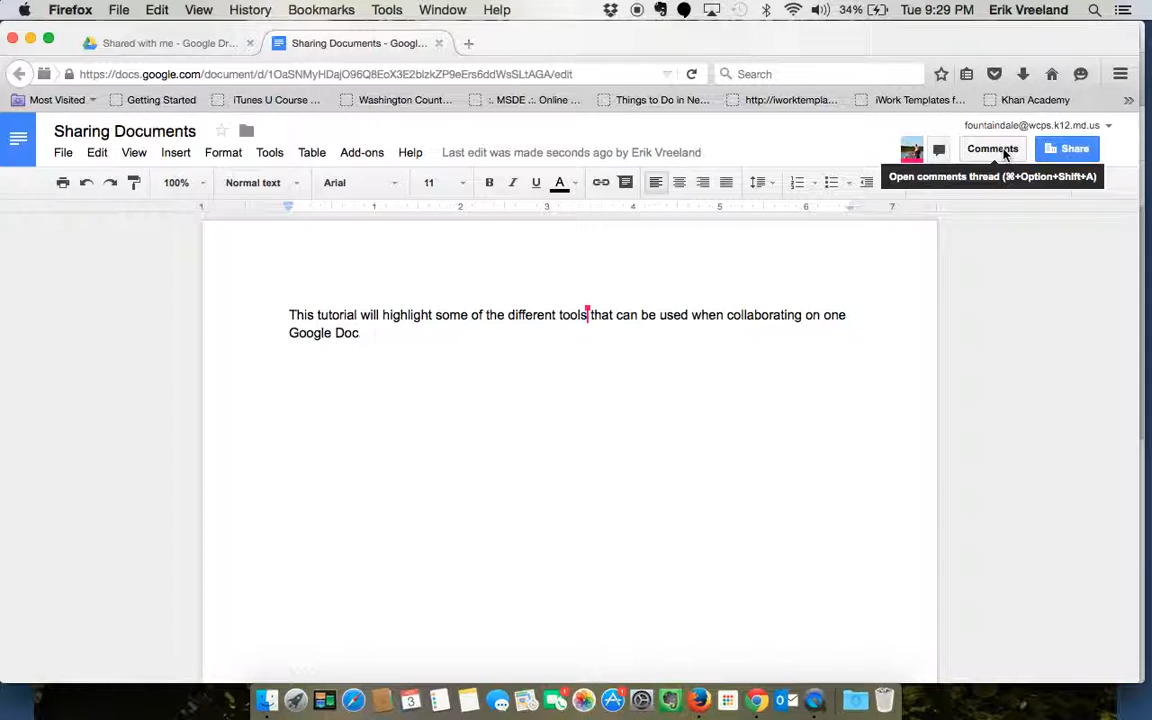 Firefox File Edit View History Bookmarks Tools Window Help 34% Tue 9:29 PM Erik Vreeland
Shared with me - Google Dr... Sharing Documents - Googl...
https://docs.google.com/document/d/1OaSNMyHDajO96Q8EoX3E2blzkZP9eErs6ddWsSLtAGA/edit Search
Most Visited Getting Started iTunes U Course ... Washington Count... :. MSDE .:. Online ... Things to Do in Ne... http://iworktempla... iWork Templates f... Khan Academy
Sharing Documents fountaindale@wcps.k12.md.us
File Edit View Insert Format Tools Table Add-ons Help Last edit was made seconds ago by Erik Vreeland Comments Share
Open comments thread (⌘+Option+Shift+A)
100% Normal text Arial 11 B I U A
1 1 2 3 4 5 6 7
This tutorial will highlight some of the different tools that can be used when collaborating on one
Google Doc
3 1 1